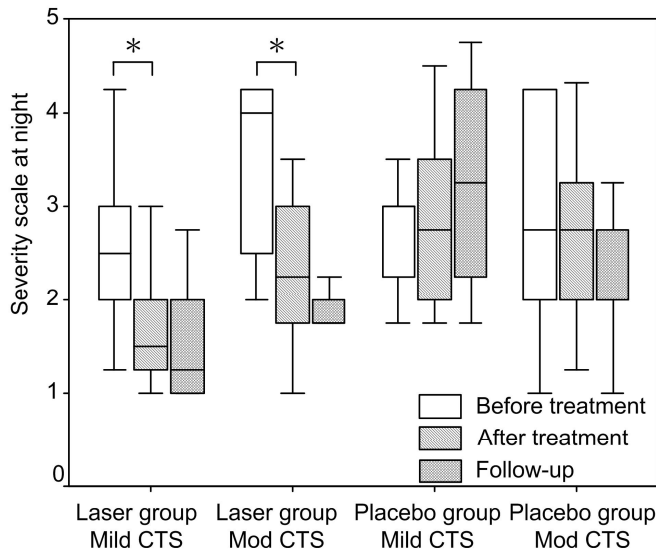 Severity scale at night
5
4
3
2
1
0
*
*
Before treatment
After treatment
Follow-up
Laser group
Mild CTS
Laser group
Mod CTS
Placebo group
Mild CTS
Placebo group
Mod CTS